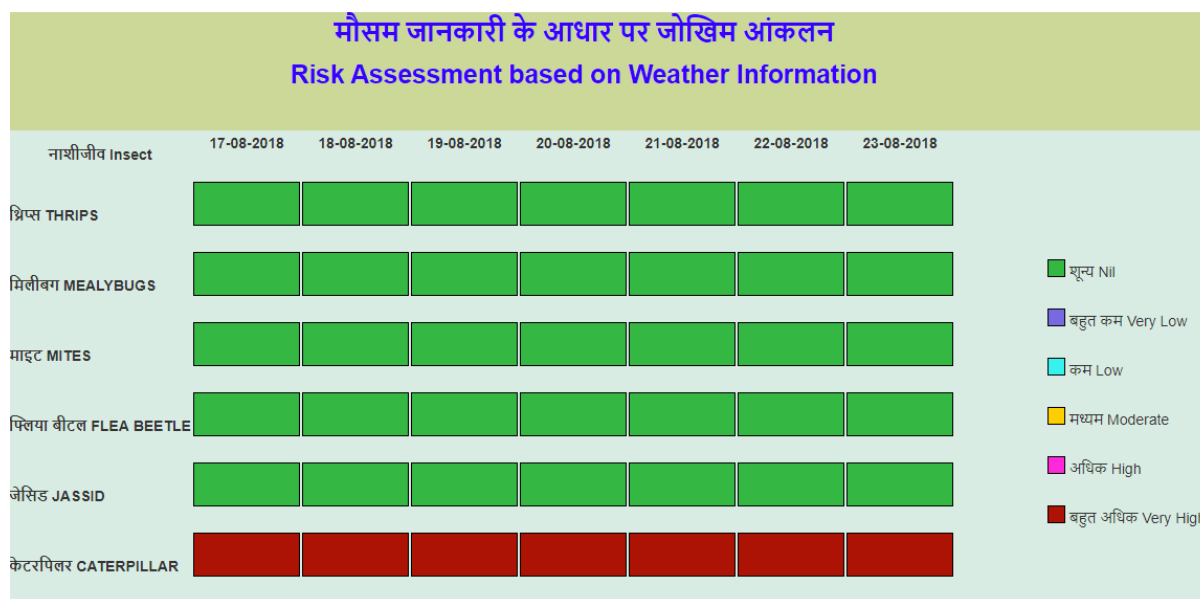 मौसम जानकारी के आधार पर जोखिम आंकलन
Risk Assessment based on Weather Information
नाशीजीव Insect 17-08-2018 18-08-2018 19-08-2018 20-08-2018 21-08-2018 22-08-2018 23-08-2018
थ्रिप्स THRIPS
मिलीबग MEALYBUGS
माइट MITES
फ्लिया बीटल FLEA BEETLE
जेसिड JASSID
केटरपिलर CATERPILLAR
शून्य Nil
बहुत कम Very Low
कम Low
मध्यम Moderate
अधिक High
बहुत अधिक Very High